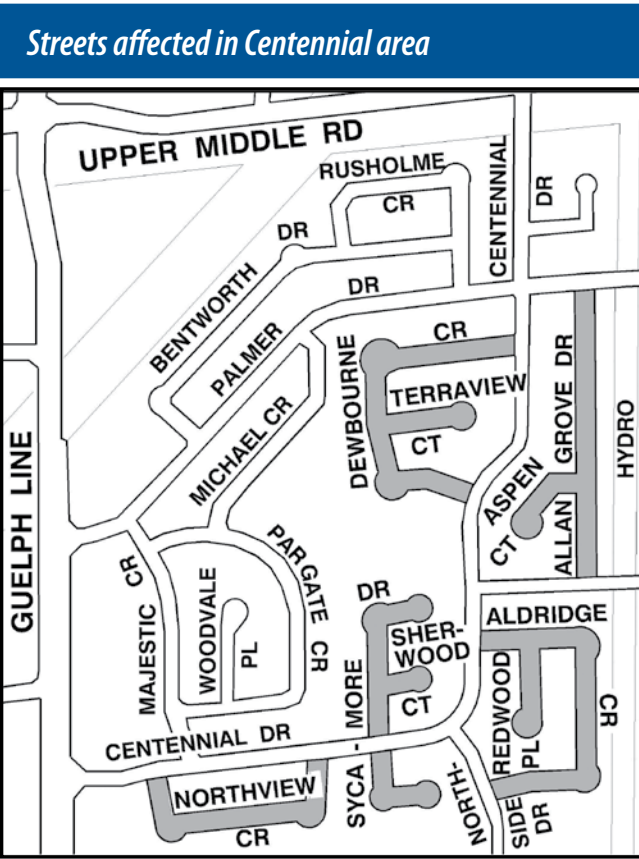 Streets affected in Centennial area
UPPER MIDDLE RD
RUSHOLME
CR
CENTENNIAL
DR
DR
BENTWORTH
DR
PALMER
CR
DEWBOURNE
TERRAVIEW
CT
GROVE DR
ALLAN
HYDRO
MICHAEL CR
ASPEN
CT
GUELPH LINE
PARGATE
CR
CR
MAJESTIC
WOODVALE
PL
DR
SHER-
WOOD
CT
SYCA - MORE
ALDRIDGE
CR
REDWOOD
PL
CENTENNIAL DR
NORTHVIEW
CR
NORTH-
SIDE
DR